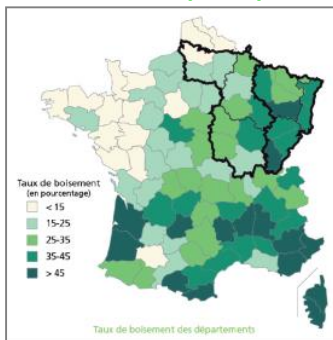 Taux de boisement
(en pourcentage)
< 15
15-25
25-35
35-45
> 45
Taux de boisement des départements